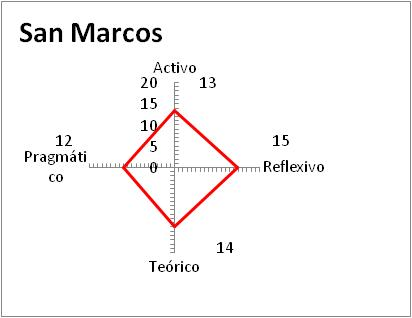 San Marcos
Activo
20 13
15
10
5
0
12
15
Pragmáti
co
Reflexivo
14
Teórico